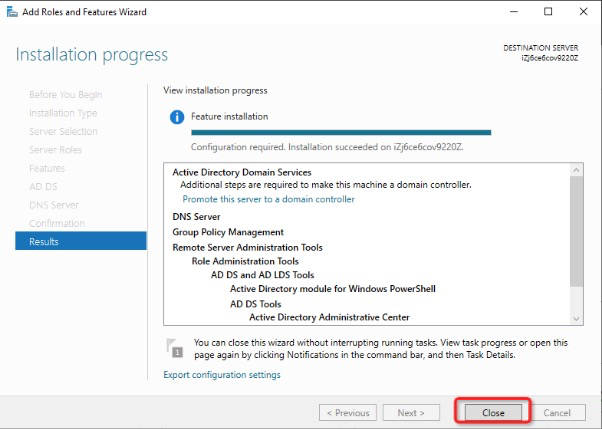 Add Roles and Features Wizard
Installation progress
DESTINATION SERVER
iZj6ce6cov9220Z
Before You Begin
Installation Type
Server Selection
Server Roles
Features
AD DS
DNS Server
Confirmation
Results
View installation progress
Feature installation
Configuration required. Installation succeeded on iZj6ce6cov9220Z.
Active Directory Domain Services
Additional steps are required to make this machine a domain controller.
Promote this server to a domain controller
DNS Server
Group Policy Management
Remote Server Administration Tools
Role Administration Tools
AD DS and AD LDS Tools
Active Directory module for Windows PowerShell
AD DS Tools
Active Directory Administrative Center
1
You can close this wizard without interrupting running tasks. View task progress or open this
page again by clicking Notifications in the command bar, and then Task Details.
Export configuration settings
< Previous
Next >
Close
Cancel